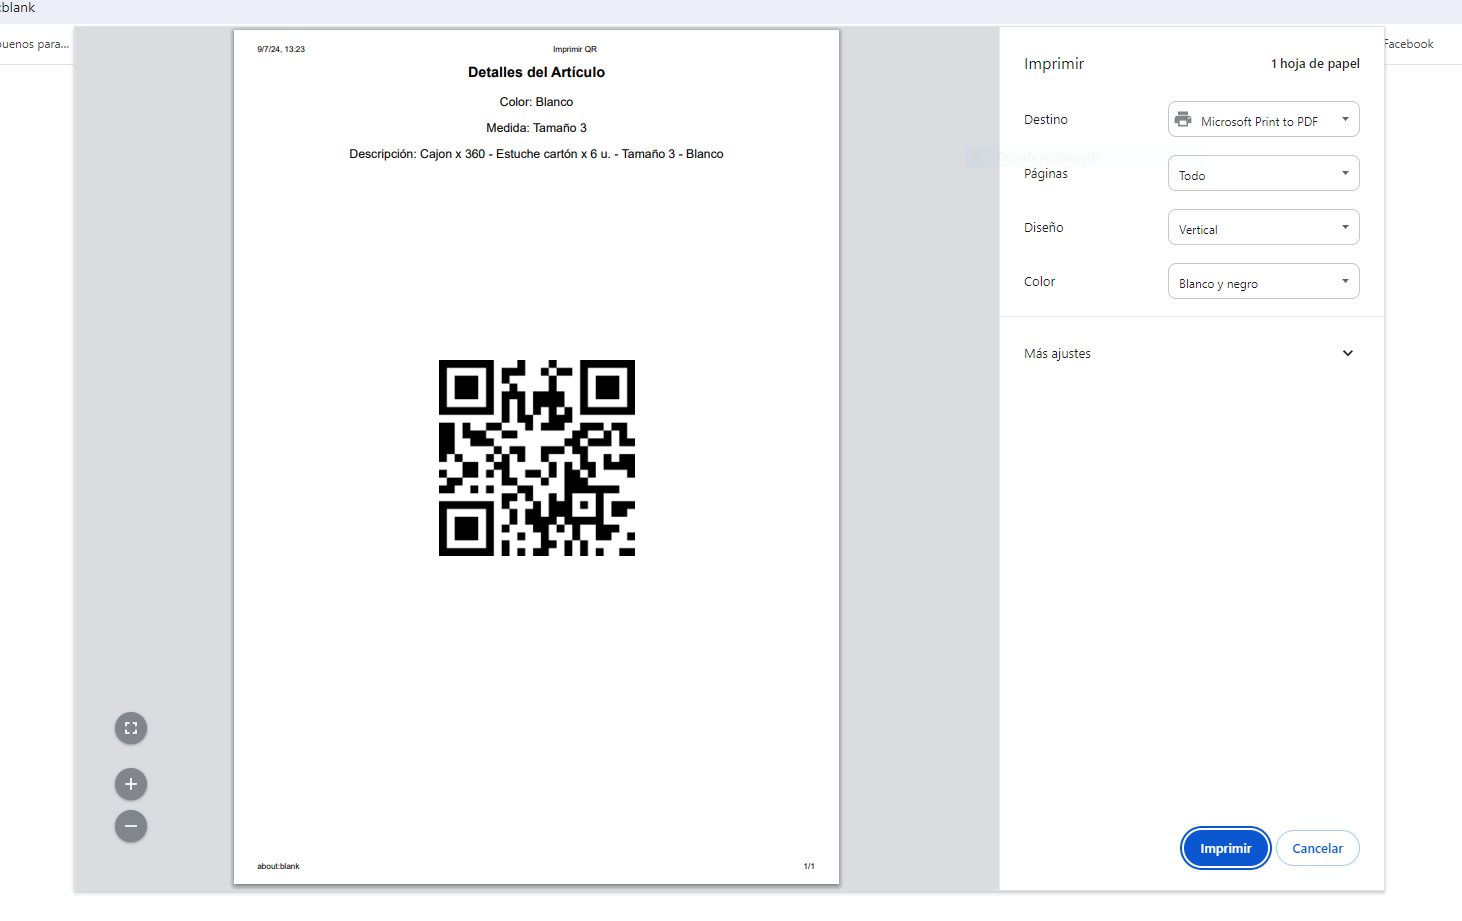 :blank
buenos para...
Facebook
9/7/24, 13:23
Imprimir QR
Detalles del Artículo
Color: Blanco
Medida: Tamaño 3
Descripción: Cajon x 360 - Estuche cartón x 6 u. - Tamaño 3 - Blanco
about:blank
1/1
Imprimir
1 hoja de papel
Destino
Microsoft Print to PDF
Recorte rectangular
Páginas
Todo
Diseño
Vertical
Color
Blanco y negro
Más ajustes
Imprimir
Cancelar